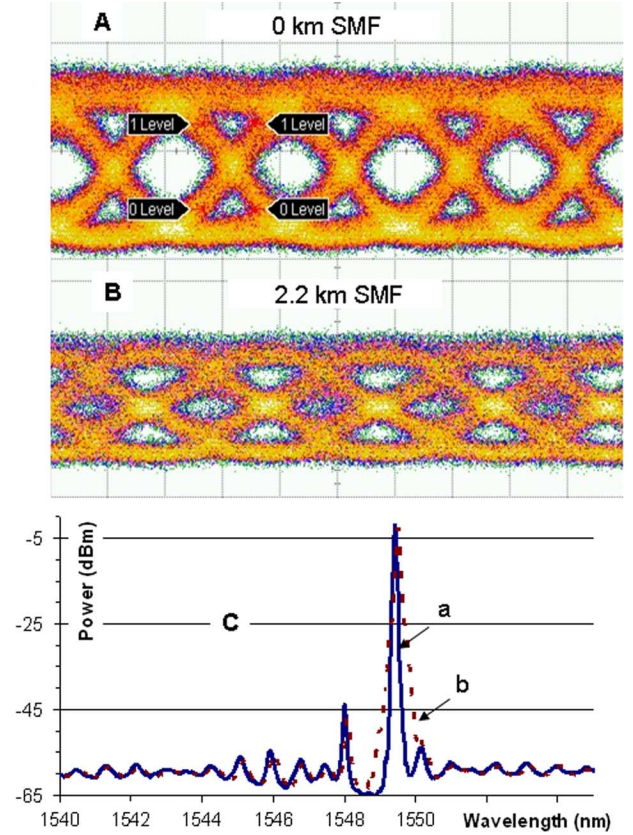 A
0 km SMF
1 Level
1 Level
0 Level
0 Level
B
2.2 km SMF
-5
-25
-45
-65
Power (dBm)
C
a
b
1540
1542
1544
1546
1548
1550
Wavelength (nm)